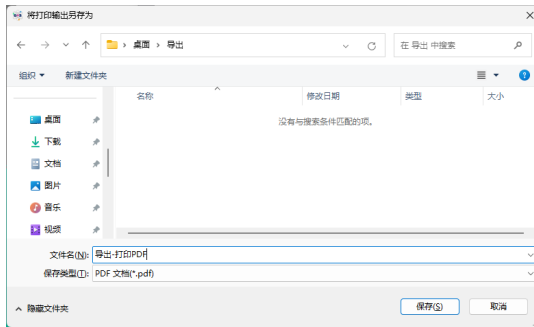 将打印输出另存为
桌面 › 导出
在 导出 中搜索
组织 新建文件夹
名称 修改日期 类型 大小
没有与搜索条件匹配的项。
桌面
下载
文档
图片
音乐
视频
文件名(N): 导出-打印PDF
保存类型(T): PDF 文档(*.pdf)
隐藏文件夹 保存(S) 取消